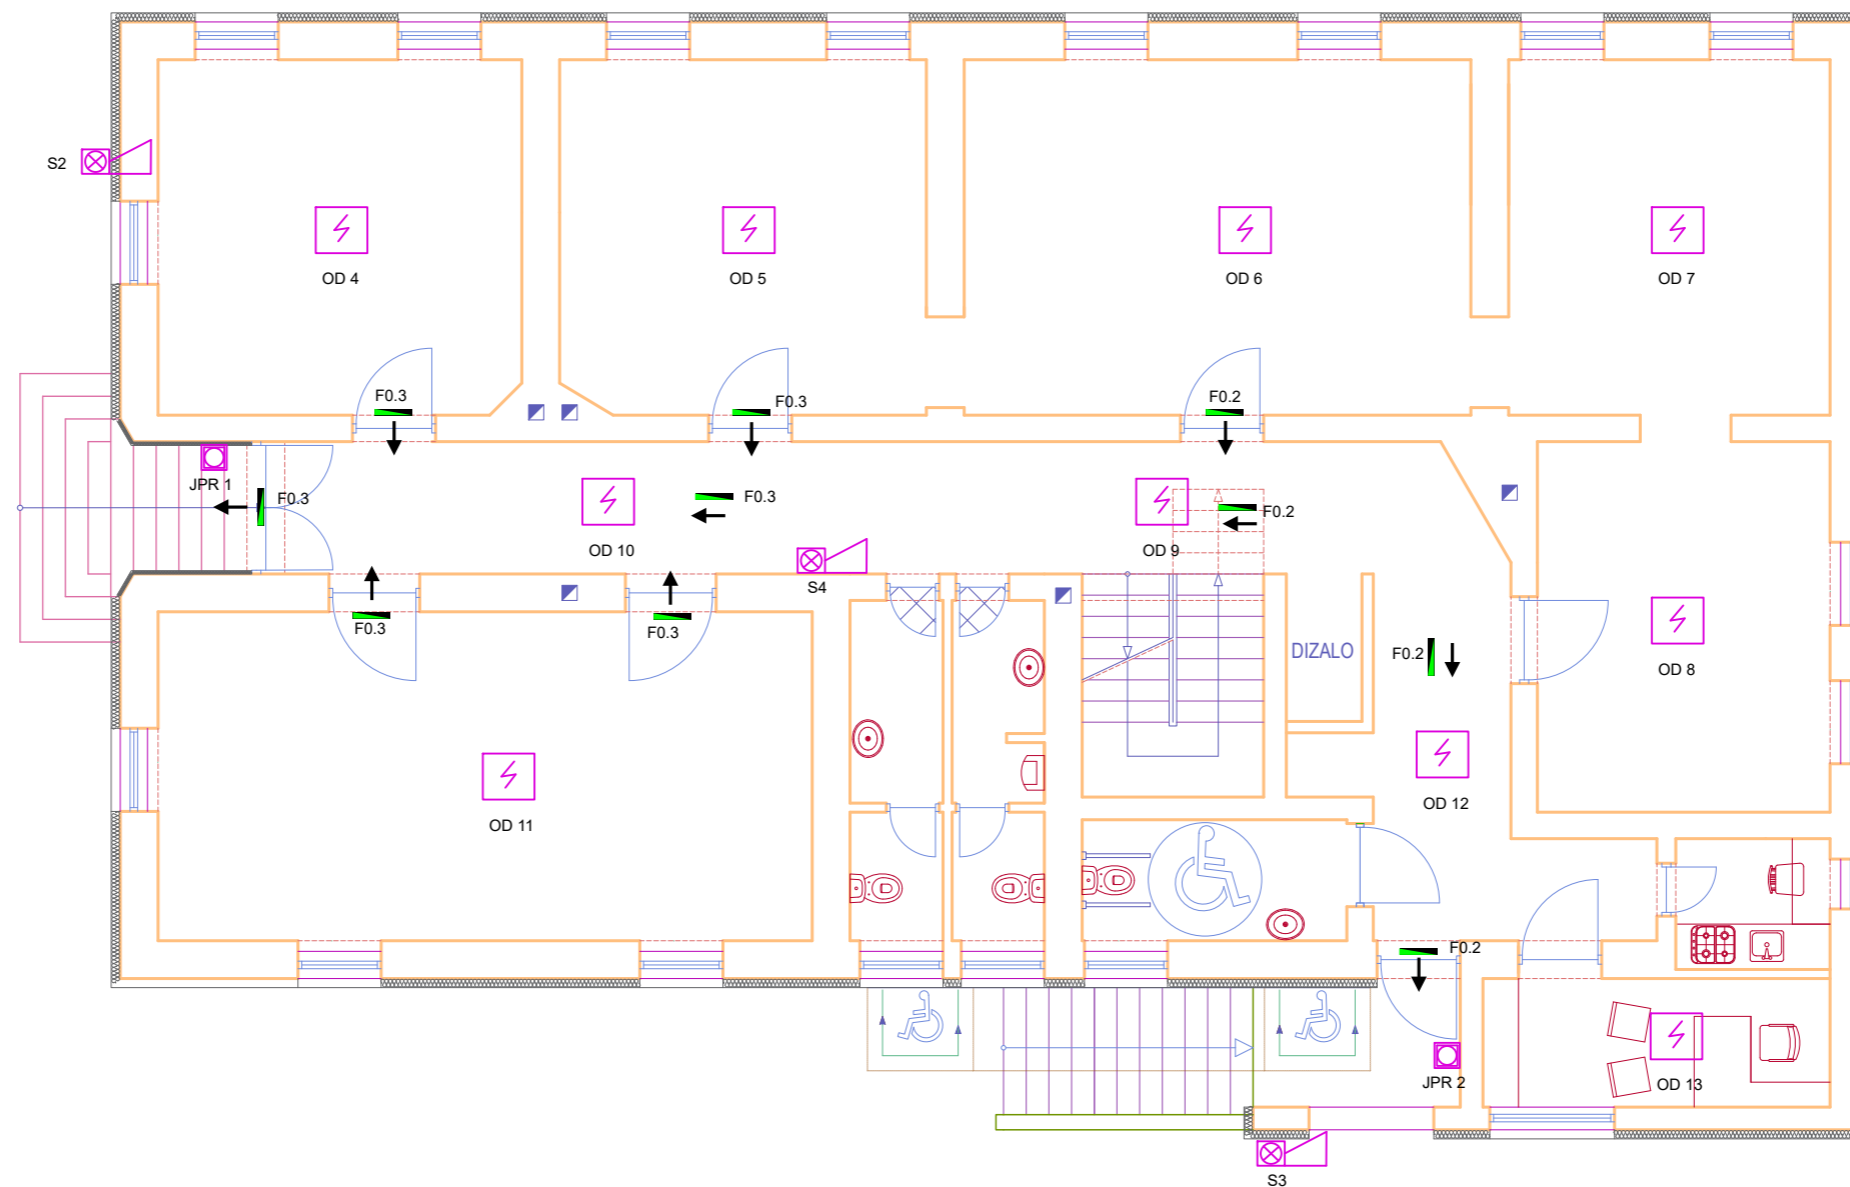 S2
OD 4
OD 5
OD 6
OD 7
F0.3
F0.3
F0.2
JPR 1
F0.3
F0.3
F0.2
OD 10
OD 9
S4
F0.3
F0.3
DIZALO
F0.2
OD 8
OD 12
OD 11
F0.2
JPR 2
OD 13
S3